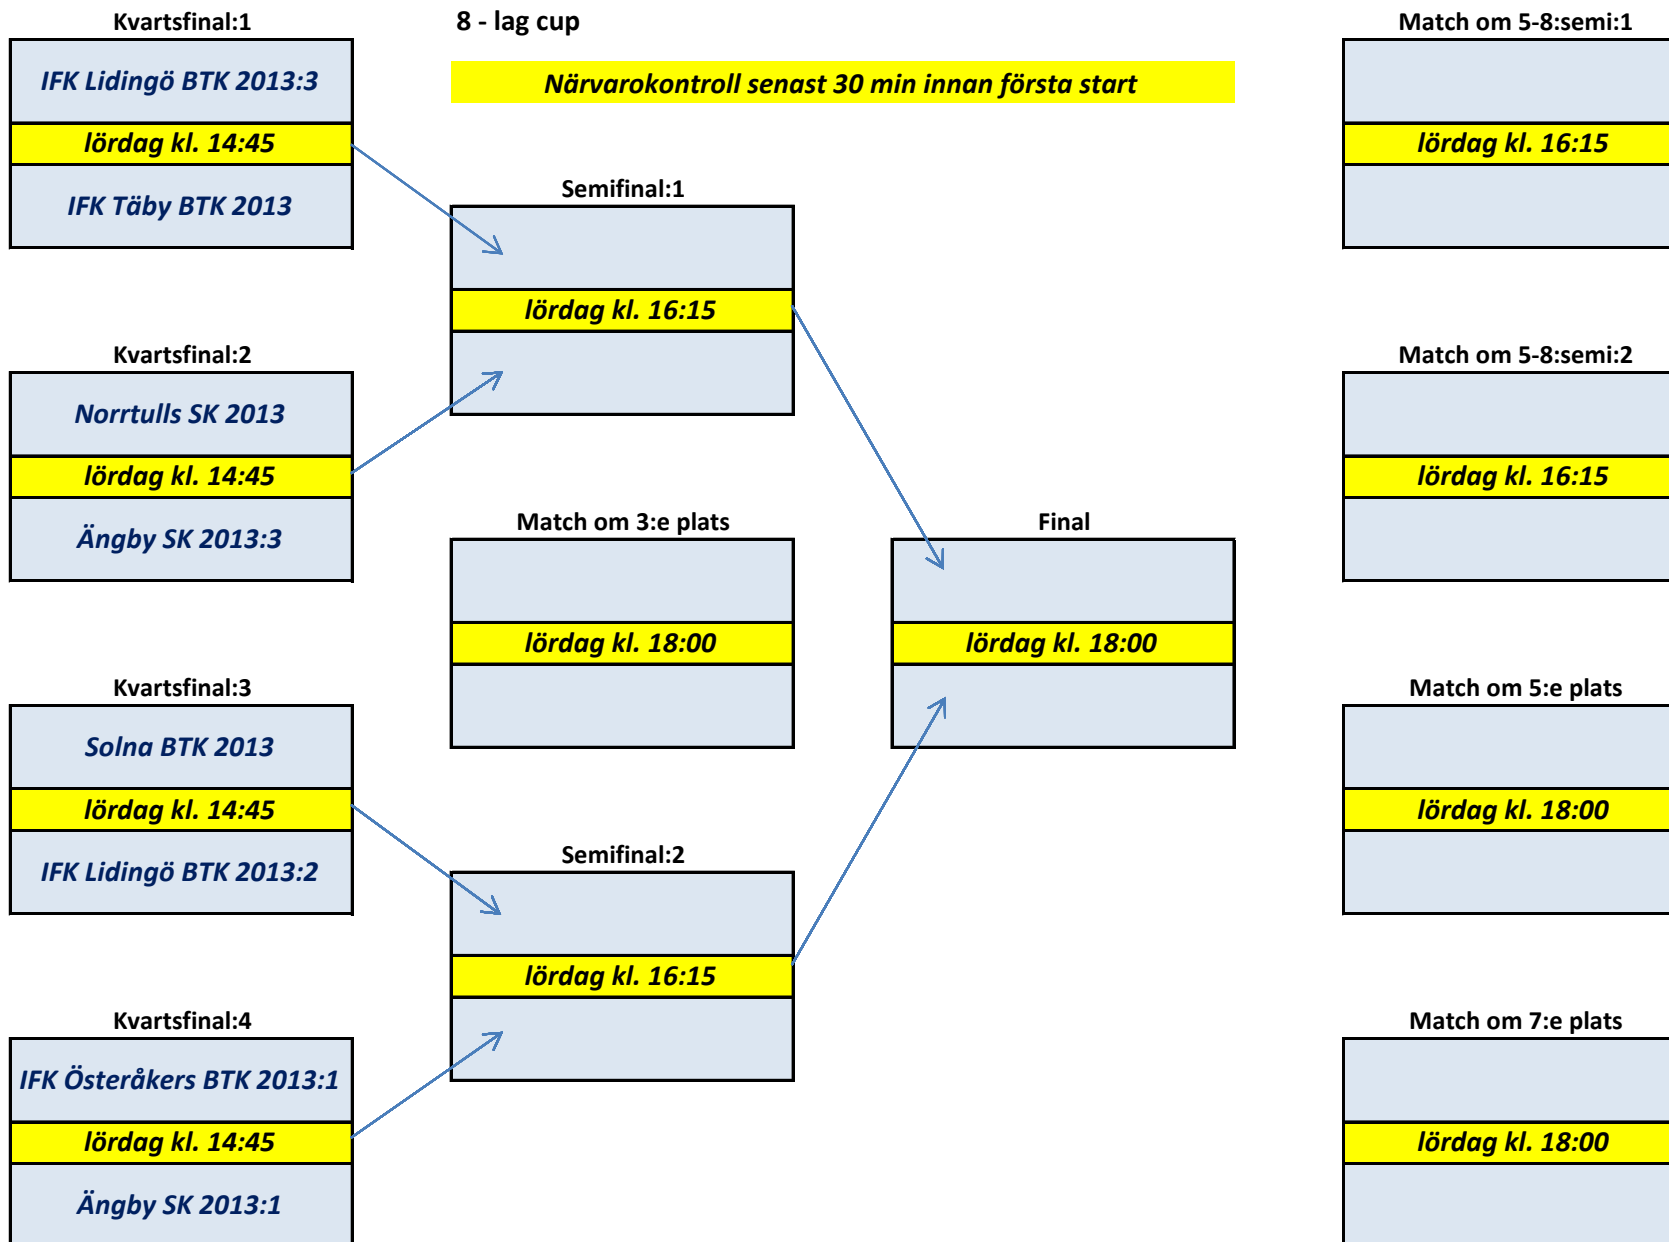 Kvartsfinal:1
IFK Lidingö BTK 2013:3
lördag kl. 14:45
IFK Täby BTK 2013
Kvartsfinal:2
Norrtulls SK 2013
lördag kl. 14:45
Ängby SK 2013:3
Kvartsfinal:3
Solna BTK 2013
lördag kl. 14:45
IFK Lidingö BTK 2013:2
Kvartsfinal:4
IFK Österåkers BTK 2013:1
lördag kl. 14:45
Ängby SK 2013:1
8 - lag cup
Närvarokontroll senast 30 min innan första start
Semifinal:1
lördag kl. 16:15
Match om 3:e plats
lördag kl. 18:00
Semifinal:2
lördag kl. 16:15
Final
lördag kl. 18:00
Match om 5-8:semi:1
lördag kl. 16:15
Match om 5-8:semi:2
lördag kl. 16:15
Match om 5:e plats
lördag kl. 18:00
Match om 7:e plats
lördag kl. 18:00